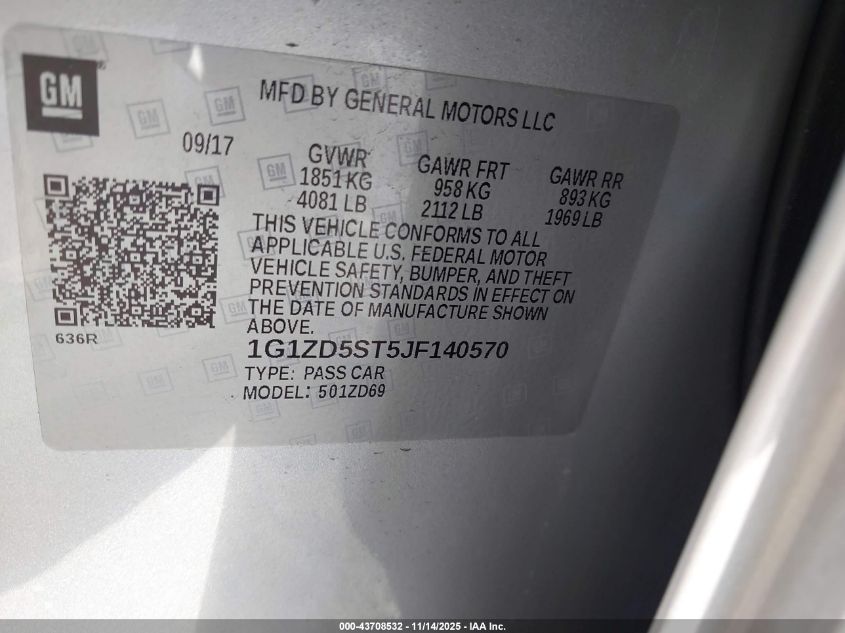 GM
MFD BY GENERAL MOTORS LLC
09/17
GVWR GAWR FRT GAWR RR
1851 KG 958 KG 893 KG
4081 LB 2112 LB 1969 LB
THIS VEHICLE CONFORMS TO ALL
APPLICABLE U.S. FEDERAL MOTOR
VEHICLE SAFETY, BUMPER, AND THEFT
PREVENTION STANDARDS IN EFFECT ON
THE DATE OF MANUFACTURE SHOWN
ABOVE.
636R
1G1ZD5ST5JF140570
TYPE: PASS CAR
MODEL: 501ZD69
000-43708532 - 11/14/2025 - IAA Inc.